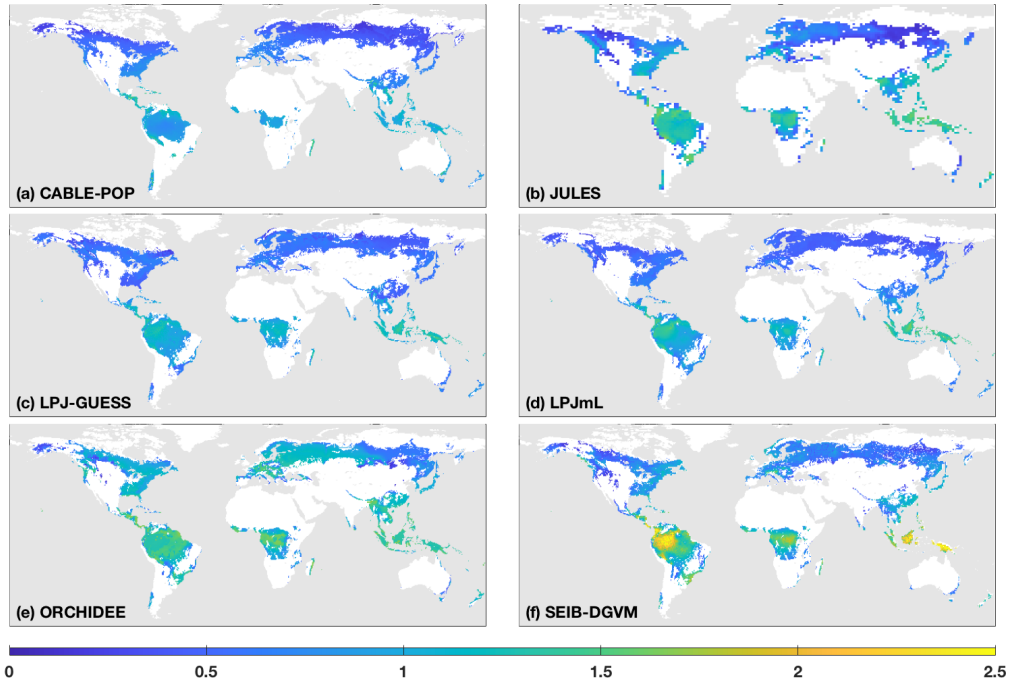 (a) CABLE-POP
(b) JULES
(c) LPJ-GUESS
(d) LPJmL
(e) ORCHIDEE
(f) SEIB-DGVM
0 0.5 1 1.5 2 2.5